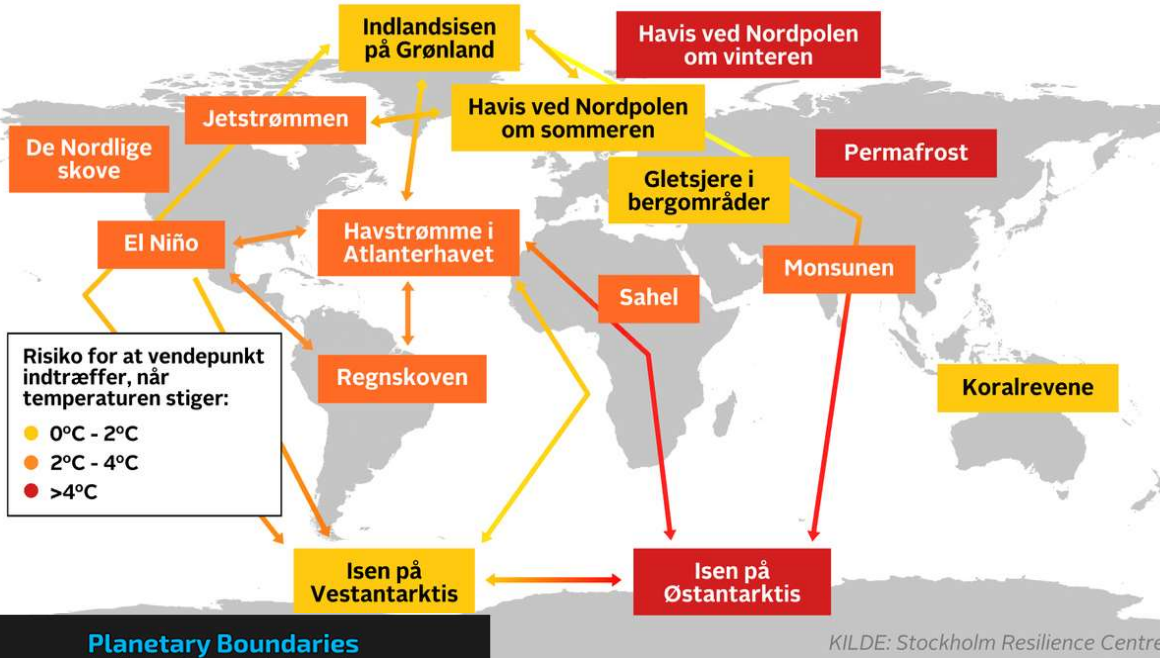 Indlandsisen
på Grønland
Havis ved Nordpolen
om vinteren
Jetstrømmen
Havis ved Nordpolen
om sommeren
De Nordlige
skove
Permafrost
Gletsjere i
bergområder
El Niño
Havstrømme i
Atlanterhavet
Monsunen
Sahel
Risiko for at vendepunkt
indtræffer, når
temperaturen stiger:
0°C - 2°C
2°C - 4°C
>4°C
Regnskoven
Koralrevene
Isen på
Vestantarktis
Isen på
Østantarktis
Planetary Boundaries
KILDE: Stockholm Resilience Centre